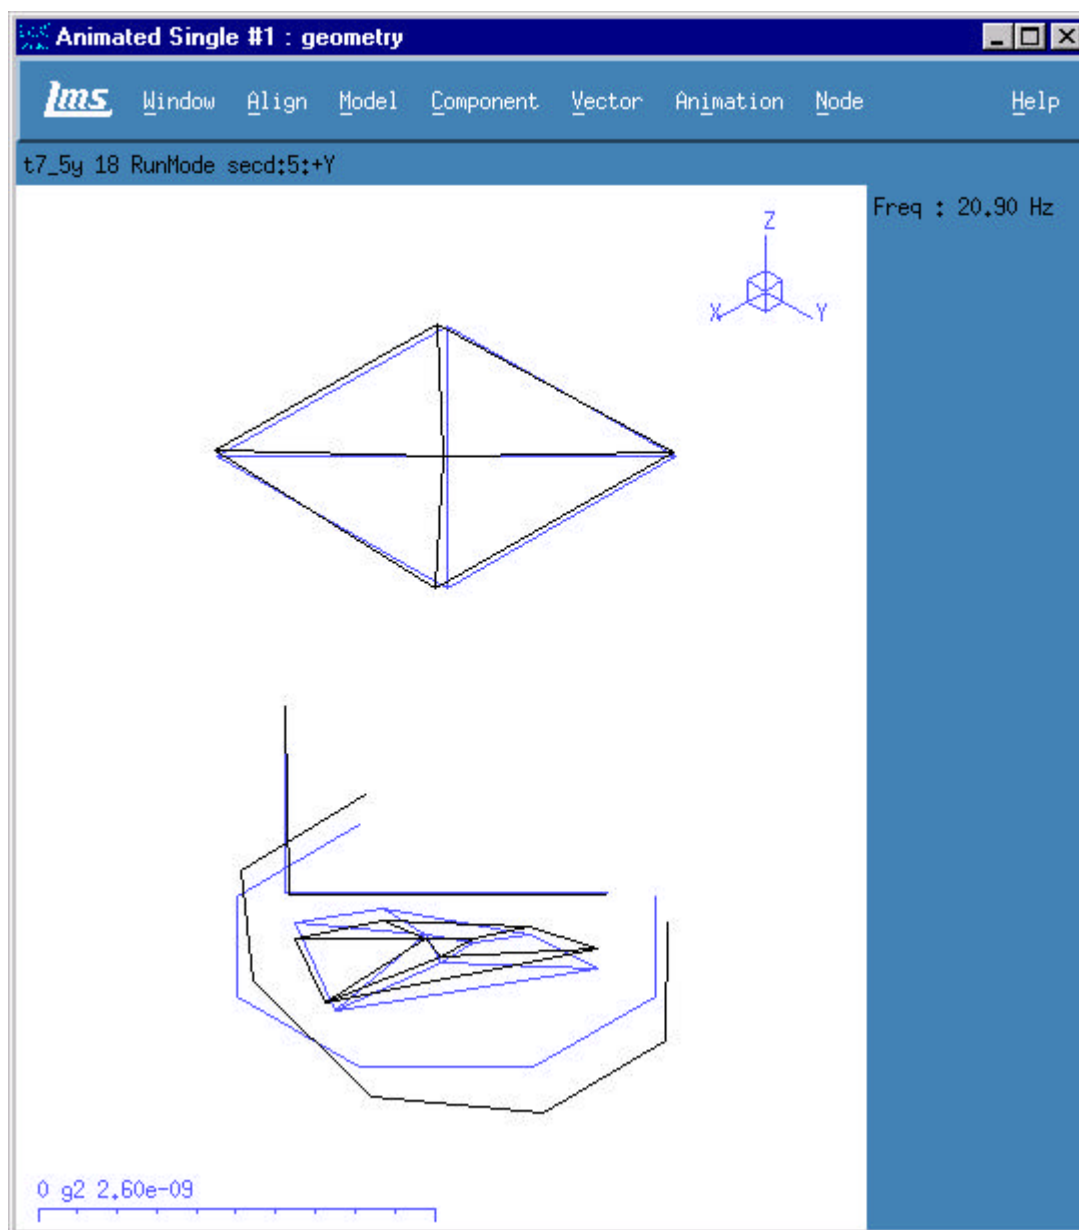 Animated Single #1 : geometry
lms Window Align Model Component Vector Animation Node Help
t7_5y 18 RunMode secd:5:+Y
Freq : 20.90 Hz
Z
X Y
0 g2 2.60e-09